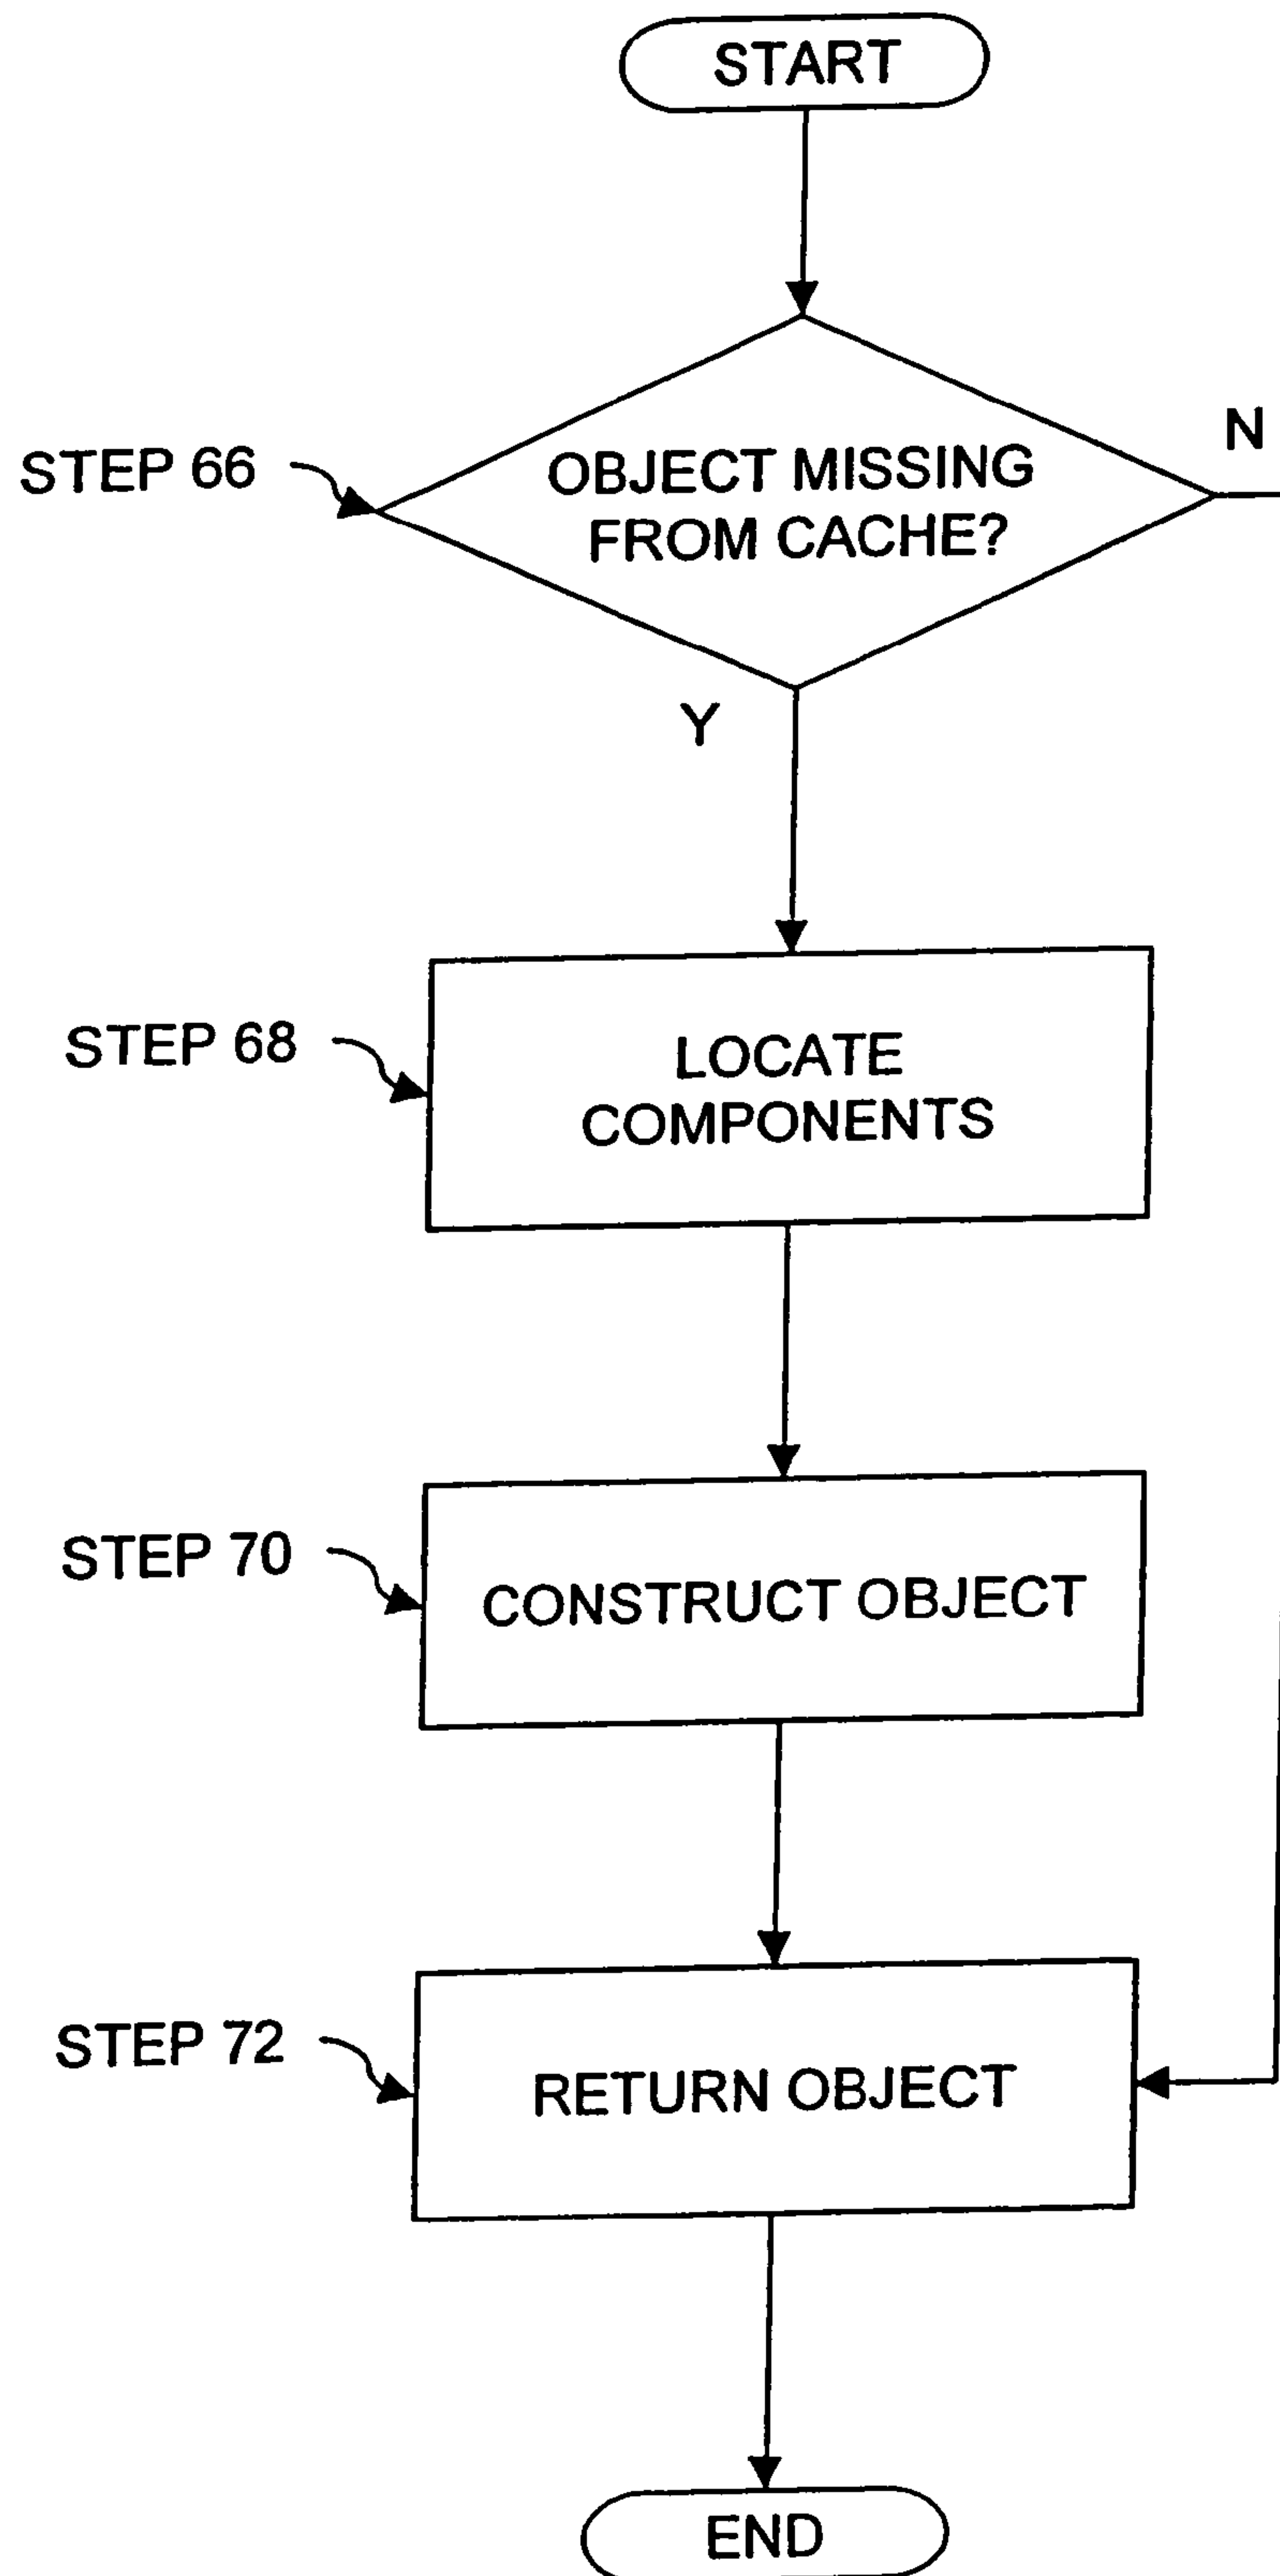 START
STEP 66
OBJECT MISSING
FROM CACHE?
N
Y
STEP 68
LOCATE
COMPONENTS
STEP 70
CONSTRUCT OBJECT
STEP 72
RETURN OBJECT
END